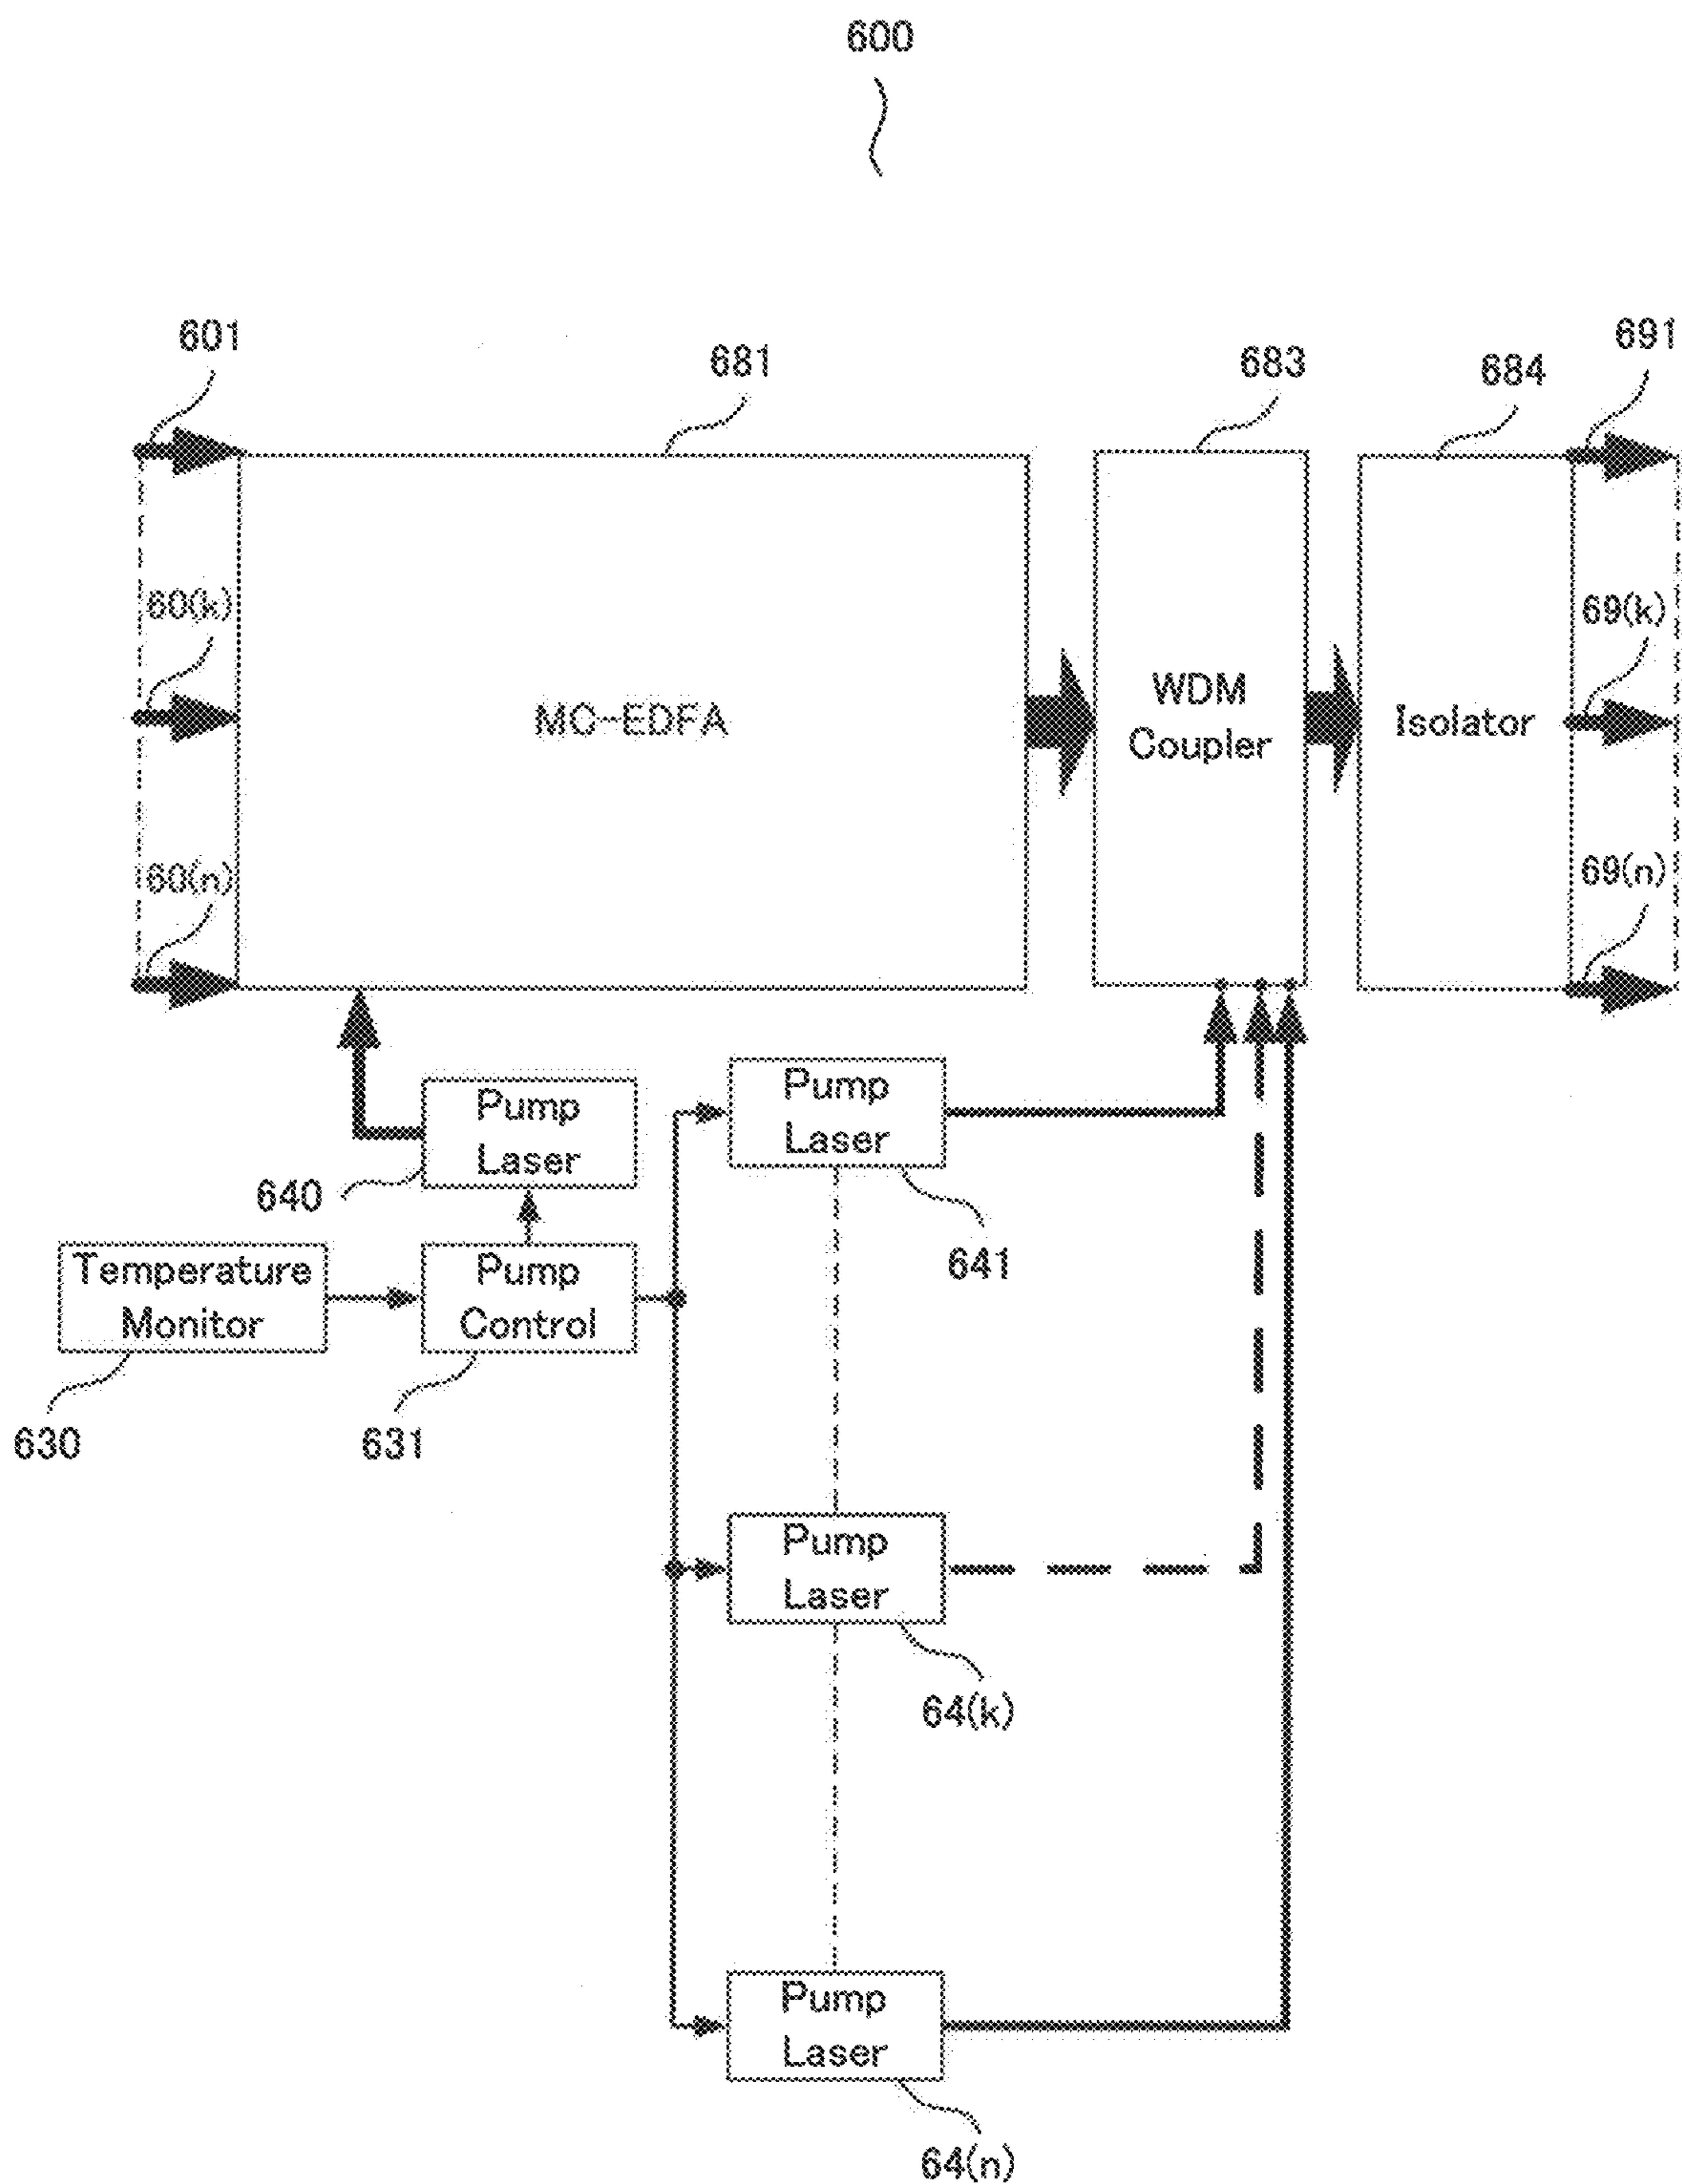 600
601
681
683
684
691
60(k)
69(k)
MC-EDFA
WDM
Coupler
Isolator
60(n)
69(n)
Pump
Laser
640
Pump
Laser
641
Temperature
Monitor
630
Pump
Control
631
Pump
Laser
64(k)
Pump
Laser
64(n)